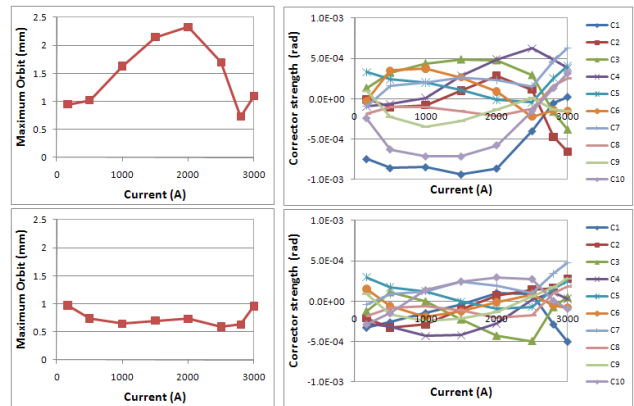 Maximum Orbit (mm)
2.5
2
1.5
1
0.5
0
0 1000 2000 3000
Current (A)
Corrector strength (rad)
1.0E-03
5.0E-04
0.0E+00
-5.0E-04
-1.0E-03
0 1000 2000 3000
Current (A)
C1
C2
C3
C4
C5
C6
C7
C8
C9
C10
Maximum Orbit (mm)
2.5
2
1.5
1
0.5
0
0 1000 2000 3000
Current (A)
Corrector strength (rad)
1.0E-03
5.0E-04
0.0E+00
-5.0E-04
-1.0E-03
0 1000 2000 3000
Current (A)
C1
C2
C3
C4
C5
C6
C7
C8
C9
C10